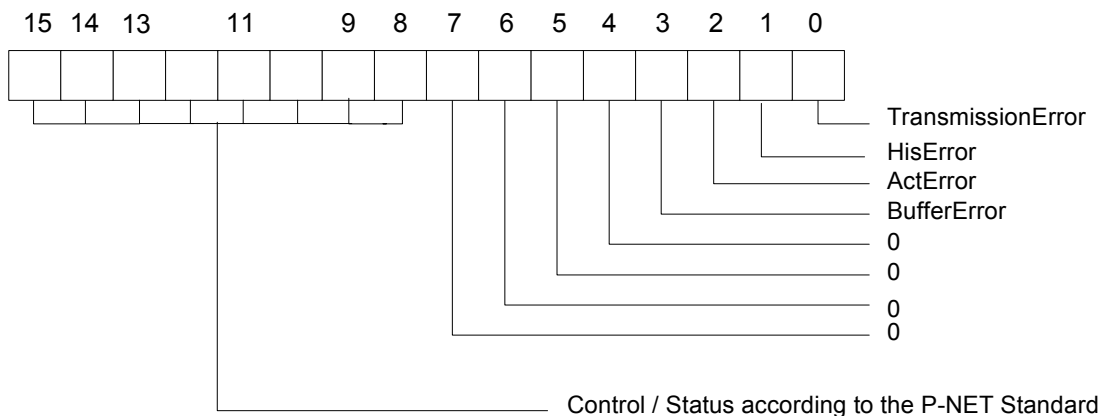 15 14 13 11 9 8 7 6 5 4 3 2 1 0
TransmissionError
HisError
ActError
BufferError
0
0
0
0
Control / Status according to the P-NET Standard